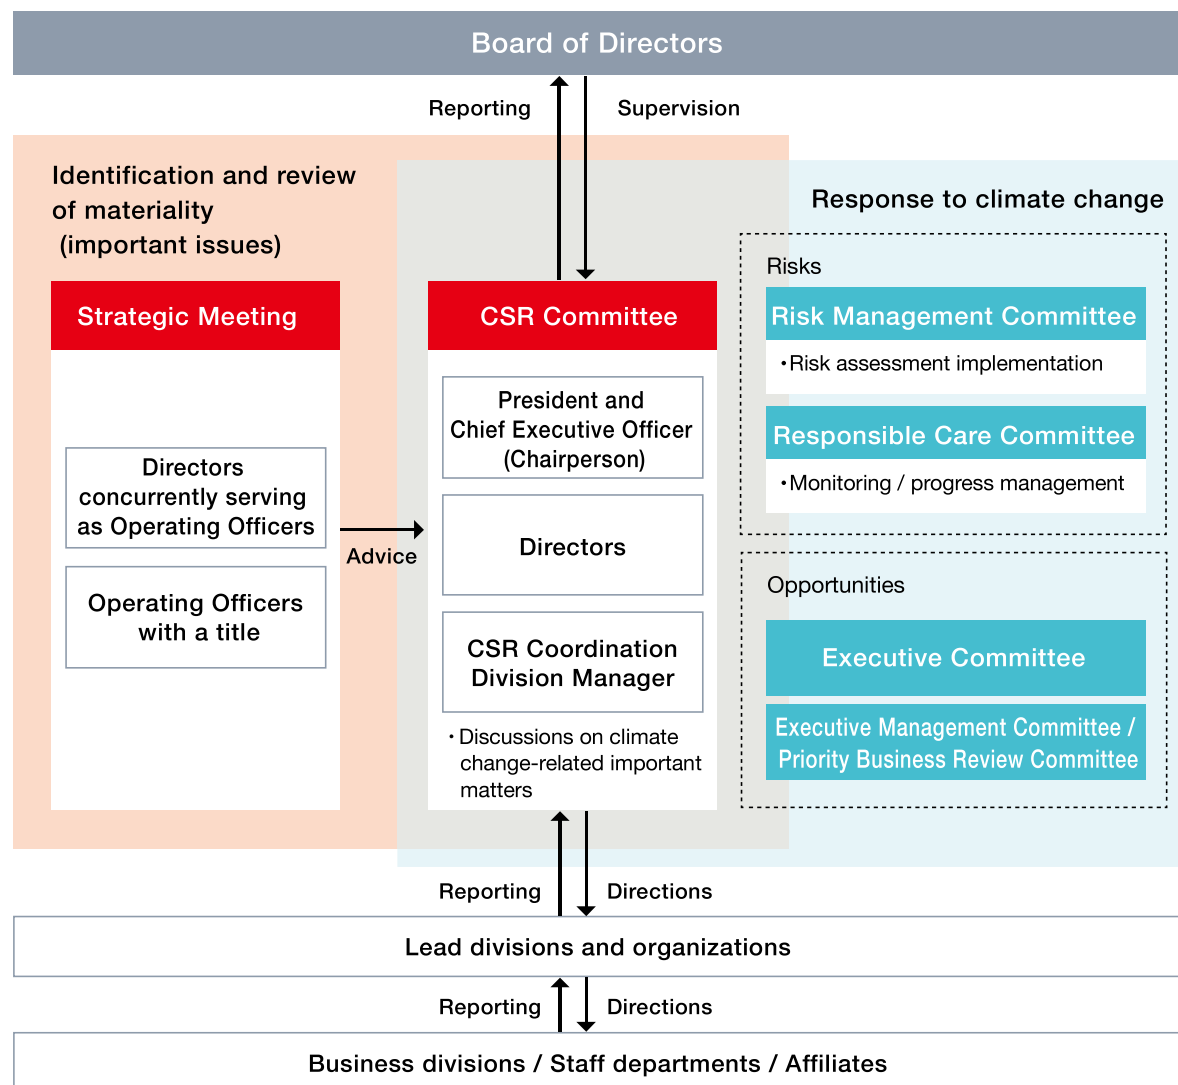 Board of Directors
Reporting
Supervision
Identification and review
of materiality
(important issues)
Response to climate change
Strategic Meeting
Directors
concurrently serving
as Operating Officers
Operating Officers
with a title
Advice
CSR Committee
President and
Chief Executive Officer
(Chairperson)
Directors
CSR Coordination
Division Manager
・Discussions on climate
change-related important
matters
Risks
Risk Management Committee
・Risk assessment implementation
Responsible Care Committee
・Monitoring / progress management
Opportunities
Executive Committee
Executive Management Committee /
Priority Business Review Committee
Reporting
Directions
Lead divisions and organizations
Reporting
Directions
Business divisions / Staff departments / Affiliates